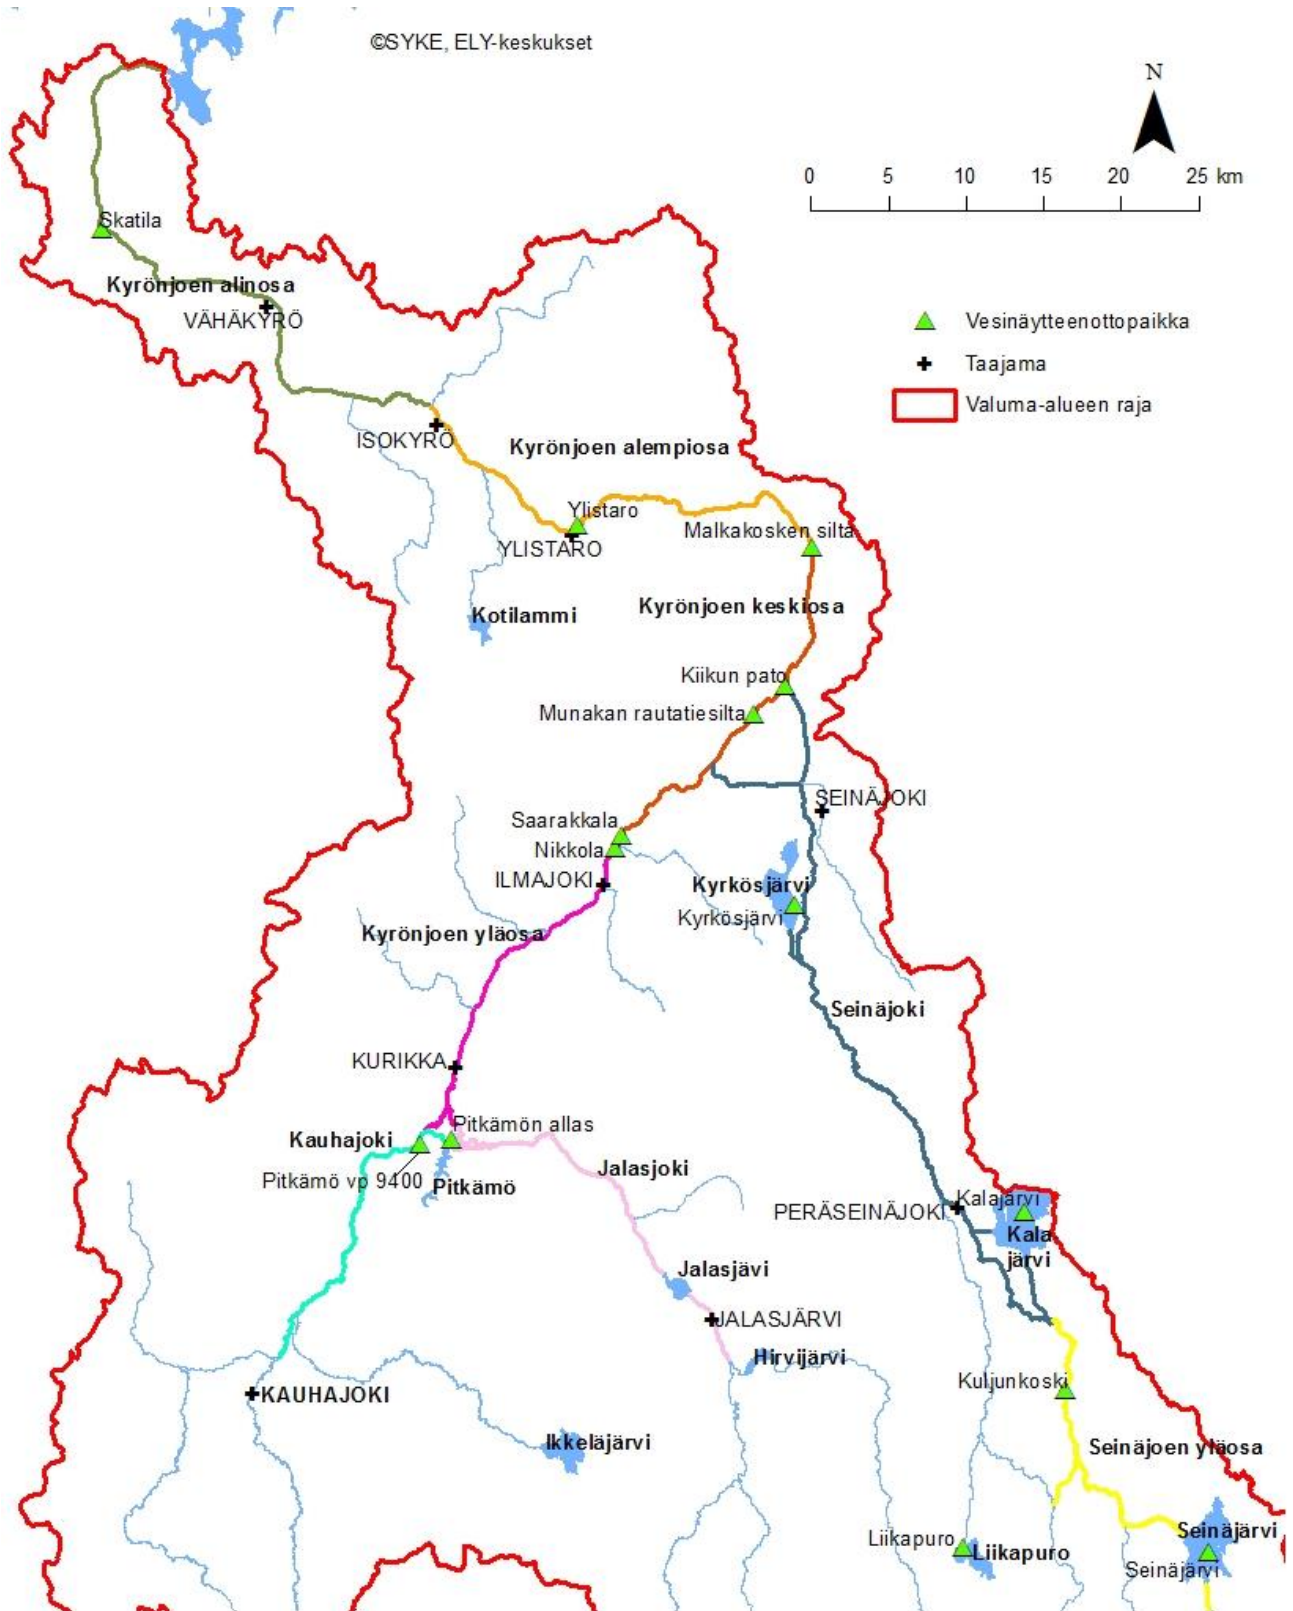 ©SYKE, ELY-keskukset
N
0 5 10 15 20 25 km
Skatila
Kyrönjoen alinosa
VÄHÄKYRÖ
Vesinäytteenottopaikka
Taajama
Valuma-alueen raja
ISOKYRÖ
Kyrönjoen alempiosa
Ylistaro
YLISTARO
Malkakosken silta
Kyrönjoen keskiosa
Kotilammi
Kiikun pato
Munakan rautatiesilta
SEINÄJOKI
Saarakkala
Nikkola
ILMAJOKI
Kyrkösjärvi
Kyrkösjärvi
Kyrönjoen yläosa
Seinäjoki
KURIKKA
Pitkämön allas
Kauhajoki
Pitkämö vp 9400
Pitkämö
Jalasjoki
PERÄSEINÄJOKI
Kalajärvi
Kala
järvi
Jalasjävi
JALASJÄRVI
Hirvijärvi
Kuljunkoski
KAUHAJOKI
Ikkeläjärvi
Seinäjoen yläosa
Liikapuro
Liikapuro
Seinäjärvi
Seinäjärvi